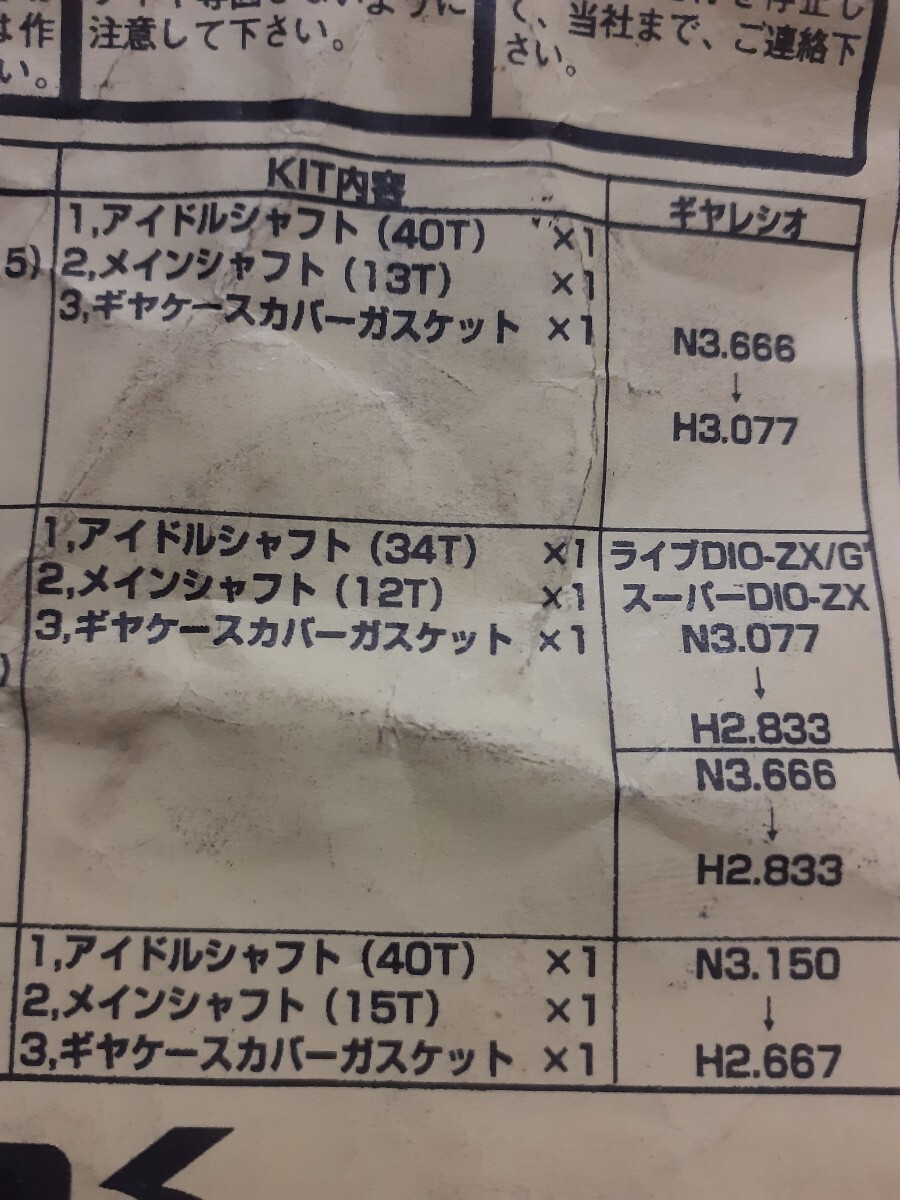 は作
い。
注意して下さい。
て、当社まで、ご連絡下
さい。
KIT内容
ギヤレシオ
5)
1,アイドルシャフト (40T) ×1
2,メインシャフト (13T) ×1
3,ギヤケースカバーガスケット ×1
N3.666
↓
H3.077
)
1,アイドルシャフト (34T) ×1
2,メインシャフト (12T) ×1
3,ギヤケースカバーガスケット ×1
ライブDIO-ZX/G
スーパーDIO-ZX
N3.077
↓
H2.833
N3.666
↓
H2.833
1,アイドルシャフト (40T) ×1
2,メインシャフト (15T) ×1
3,ギヤケースカバーガスケット ×1
N3.150
↓
H2.667